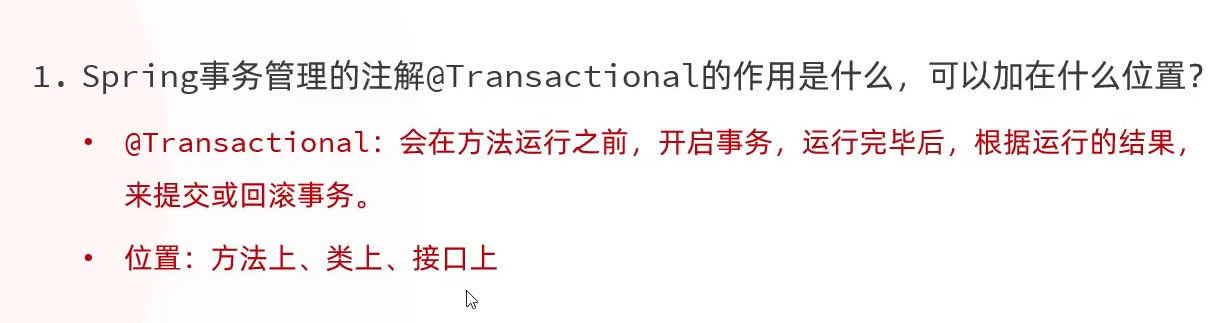 1. Spring事务管理的注解@Transactional的作用是什么，可以加在什么位置？
• @Transactional：会在方法运行之前，开启事务，运行完毕后，根据运行的结果，
来提交或回滚事务。
• 位置：方法上、类上、接口上